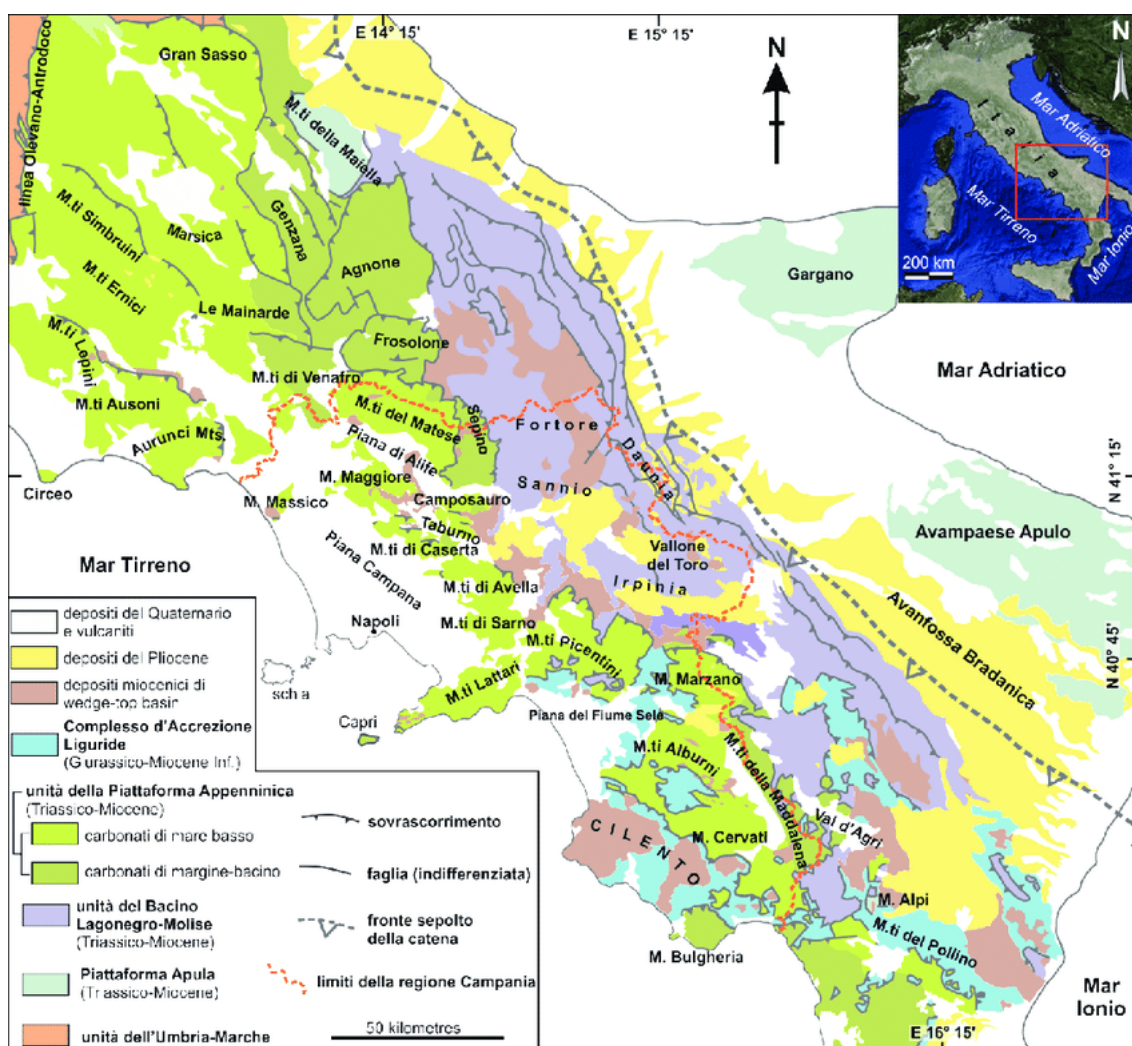 E 14° 15'
E 15° 15'
N
N
Gran Sasso
linea Olevano-Antrodoco
M.ti della Maiella
Italia
Mar Adriatico
Mar Tirreno
Mar Ionio
200 km
M.ti Simbruini
Marsica
Genzana
Gargano
Agnone
M.ti Ernici
Le Mainarde
Frosolone
M.ti Lepini
M.ti di Venafro
Mar Adriatico
M.ti Ausoni
M.ti del Matese
Sepino
Aurunci Mts.
Fortore
Piana di Alife
Daunia
N 41° 15'
Circeo
M. Maggiore
Sannio
M. Massico
Camposauro
Taburno
Avampaese Apulo
M.ti di Caserta
Vallone
del Toro
Mar Tirreno
Piana Campana
Irpinia
M.ti di Avella
Avanfossa Bradanica
Napoli
M.ti di Sarno
M.ti Picentini
N 40° 45'
M. Marzano
sch a
M.ti Lattari
Capri
Piana del Fiume Sele
M.ti Alburni
M.ti della Maddalena
Val d'Agri
CILENTO
M. Cervati
M. Alpi
M.ti del Pollino
M. Bulgheria
Mar
Ionio
E 16° 15'
depositi del Quaternario
e vulcaniti
depositi del Pliocene
depositi miocenici di
wedge-top basin
Complesso d'Accrezione
Liguride
(Giurassico-Miocene Inf.)
unità della Piattaforma Appenninica
(Triassico-Miocene)
carbonati di mare basso
carbonati di margine-bacino
unità del Bacino
Lagonegro-Molise
(Triassico-Miocene)
Piattaforma Apula
(Triassico-Miocene)
unità dell'Umbria-Marche
sovrascorrimento
faglia (indifferenziata)
fronte sepolto
della catena
limiti della regione Campania
50 kilometres